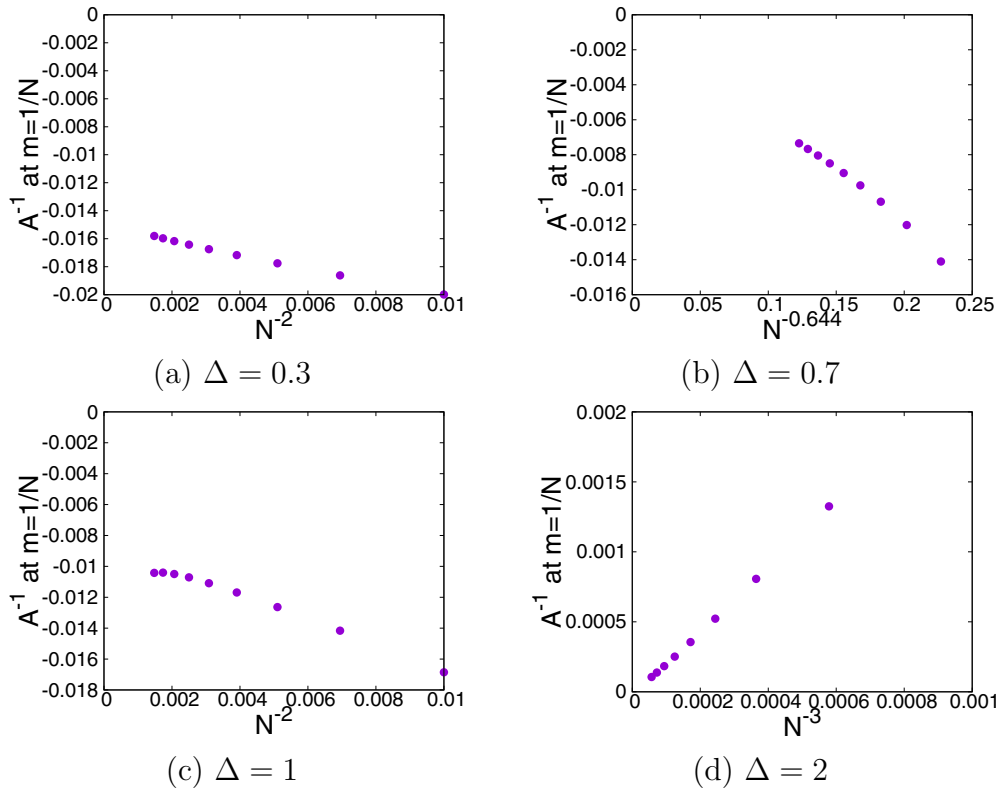 0
-0.002
-0.004
-0.006
-0.008
-0.01
-0.012
-0.014
-0.016
-0.018
-0.02
A⁻¹ at m=1/N
0 0.002 0.004 0.006 0.008 0.01
N⁻²
(a) Δ = 0.3
0
-0.002
-0.004
-0.006
-0.008
-0.01
-0.012
-0.014
-0.016
A⁻¹ at m=1/N
0 0.05 0.1 0.15 0.2 0.25
N⁻⁰·⁶⁴⁴
(b) Δ = 0.7
0
-0.002
-0.004
-0.006
-0.008
-0.01
-0.012
-0.014
-0.016
-0.018
A⁻¹ at m=1/N
0 0.002 0.004 0.006 0.008 0.01
N⁻²
(c) Δ = 1
0.002
0.0015
0.001
0.0005
0
A⁻¹ at m=1/N
0 0.0002 0.0004 0.0006 0.0008 0.001
N⁻³
(d) Δ = 2